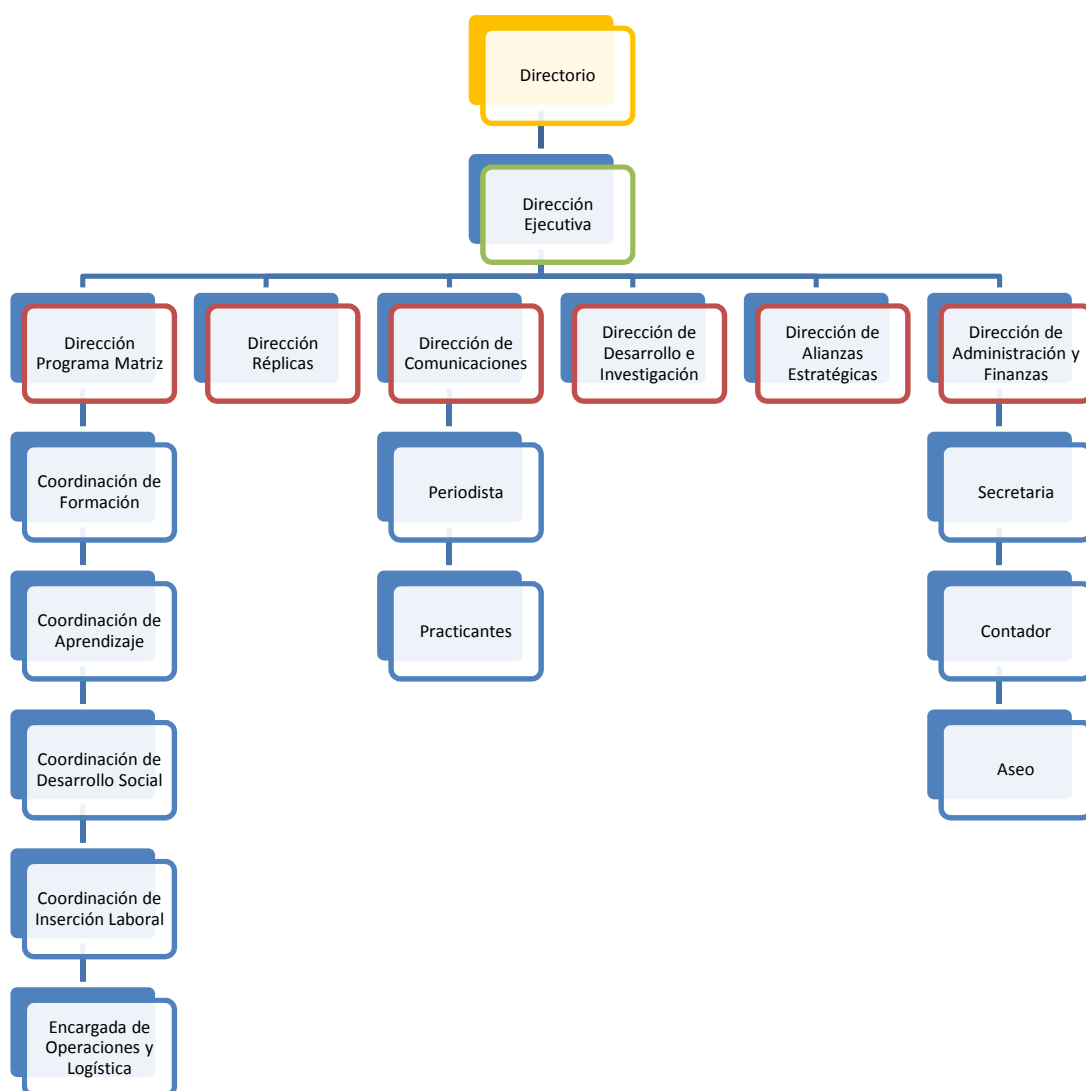 Directorio
Dirección
Ejecutiva
Dirección
Programa Matriz
Dirección
Réplicas
Dirección de
Comunicaciones
Dirección de
Desarrollo e
Investigación
Dirección de
Alianzas
Estratégicas
Dirección de
Administración y
Finanzas
Coordinación de
Formación
Periodista
Secretaria
Coordinación de
Aprendizaje
Practicantes
Contador
Coordinación de
Desarrollo Social
Aseo
Coordinación de
Inserción Laboral
Encargada de
Operaciones y
Logística